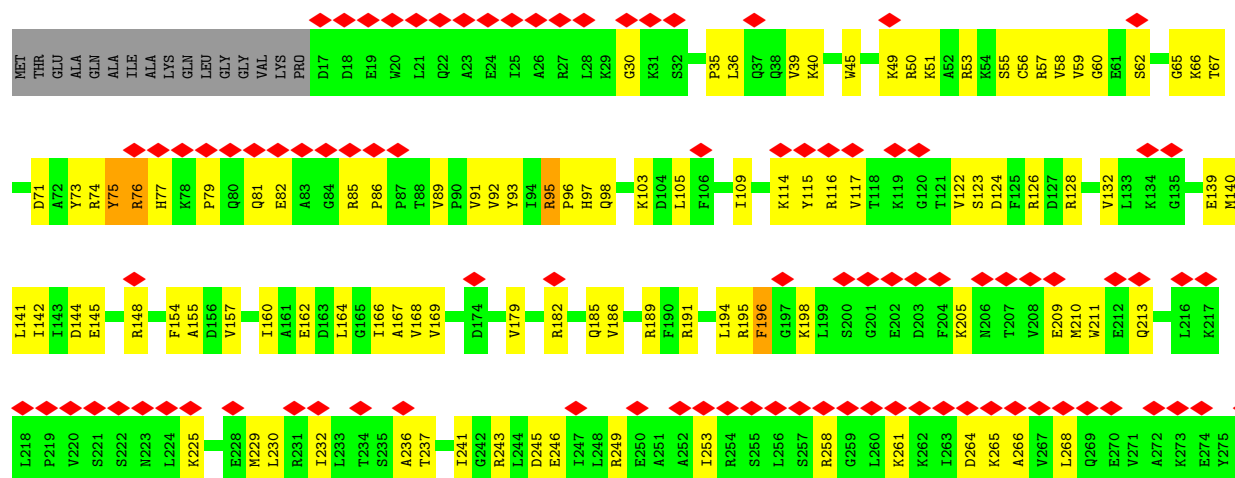 MET THR GLU ALA GLN ALA ILE ALA LYS GLN LEU GLY GLY VAL LYS PRO D17 D18 E19 W20 L21 Q22 A23 E24 I25 A26 R27 L28 K29 G30 K31 S32 P35 L36 Q37 Q38 V39 K40 W45 K49 R50 K51 A52 R53 K54 S55 C56 R57 V58 V59 G60 E61 S62 G65 K66 T67
D71 A72 Y73 R74 Y75 R76 H77 K78 P79 Q80 Q81 E82 A83 G84 R85 P86 P87 T88 V89 P90 V91 V92 Y93 I94 R95 P96 H97 Q98 K103 D104 L105 F106 I109 K114 Y115 R116 V117 T118 K119 G120 T121 V122 S123 D124 F125 R126 D127 R128 V132 L133 K134 G135 E139 M140
L141 I142 I143 D144 E145 R148 F154 A155 D156 V157 I160 A161 E162 D163 L164 G165 I166 A167 V168 V169 D174 V179 R182 Q185 V186 R189 F190 R191 L194 R195 F196 G197 K198 L199 S200 G201 E202 D203 F204 K205 N206 T207 V208 E209 M210 W211 E212 Q213 L216 K217
L218 P219 V220 S221 S222 N223 L224 K225 E228 M229 L230 R231 I232 L233 T234 S235 A236 T237 I241 G242 R243 L244 D245 E246 I247 L248 R249 E250 A251 A252 I253 R254 S255 L256 S257 R258 G259 L260 K261 K262 I263 D264 K265 A266 V267 L268 Q269 E270 V271 A272 K273 E274 Y275